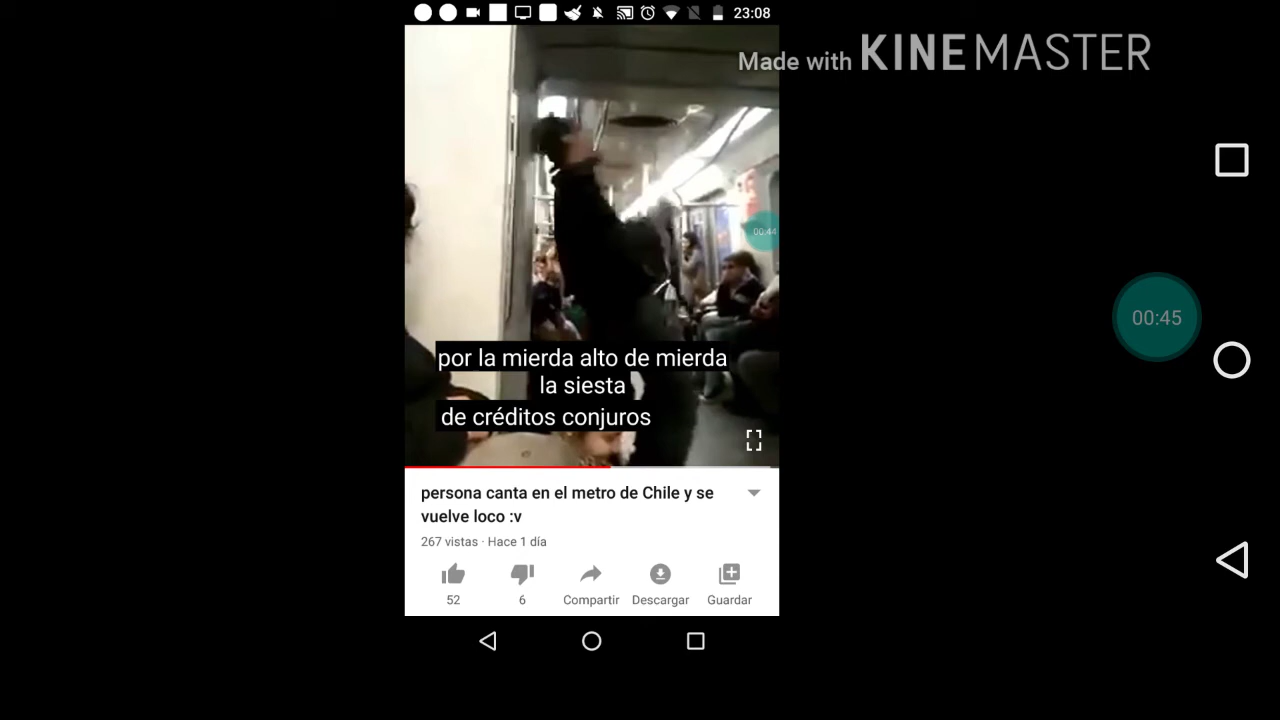 23:08
Made with KINEMASTER
00:44
00:45
por la mierda alto de mierda
la siesta
de créditos conjuros
persona canta en el metro de Chile y se
vuelve loco :v
267 vistas · Hace 1 día
52
6
Compartir
Descargar
Guardar